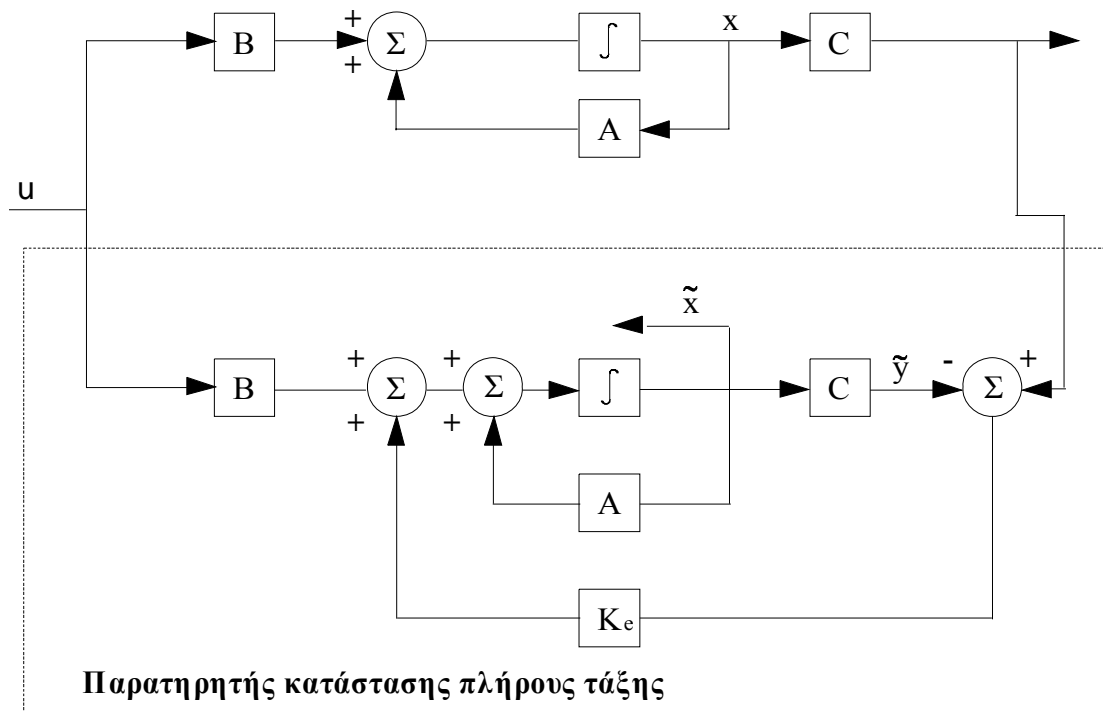 +
B Σ ∫ x C
+
A
u
x̃
+ + ỹ - +
B Σ Σ ∫ C Σ
+ +
A
Ke
Παρατηρητής κατάστασης πλήρους τάξης